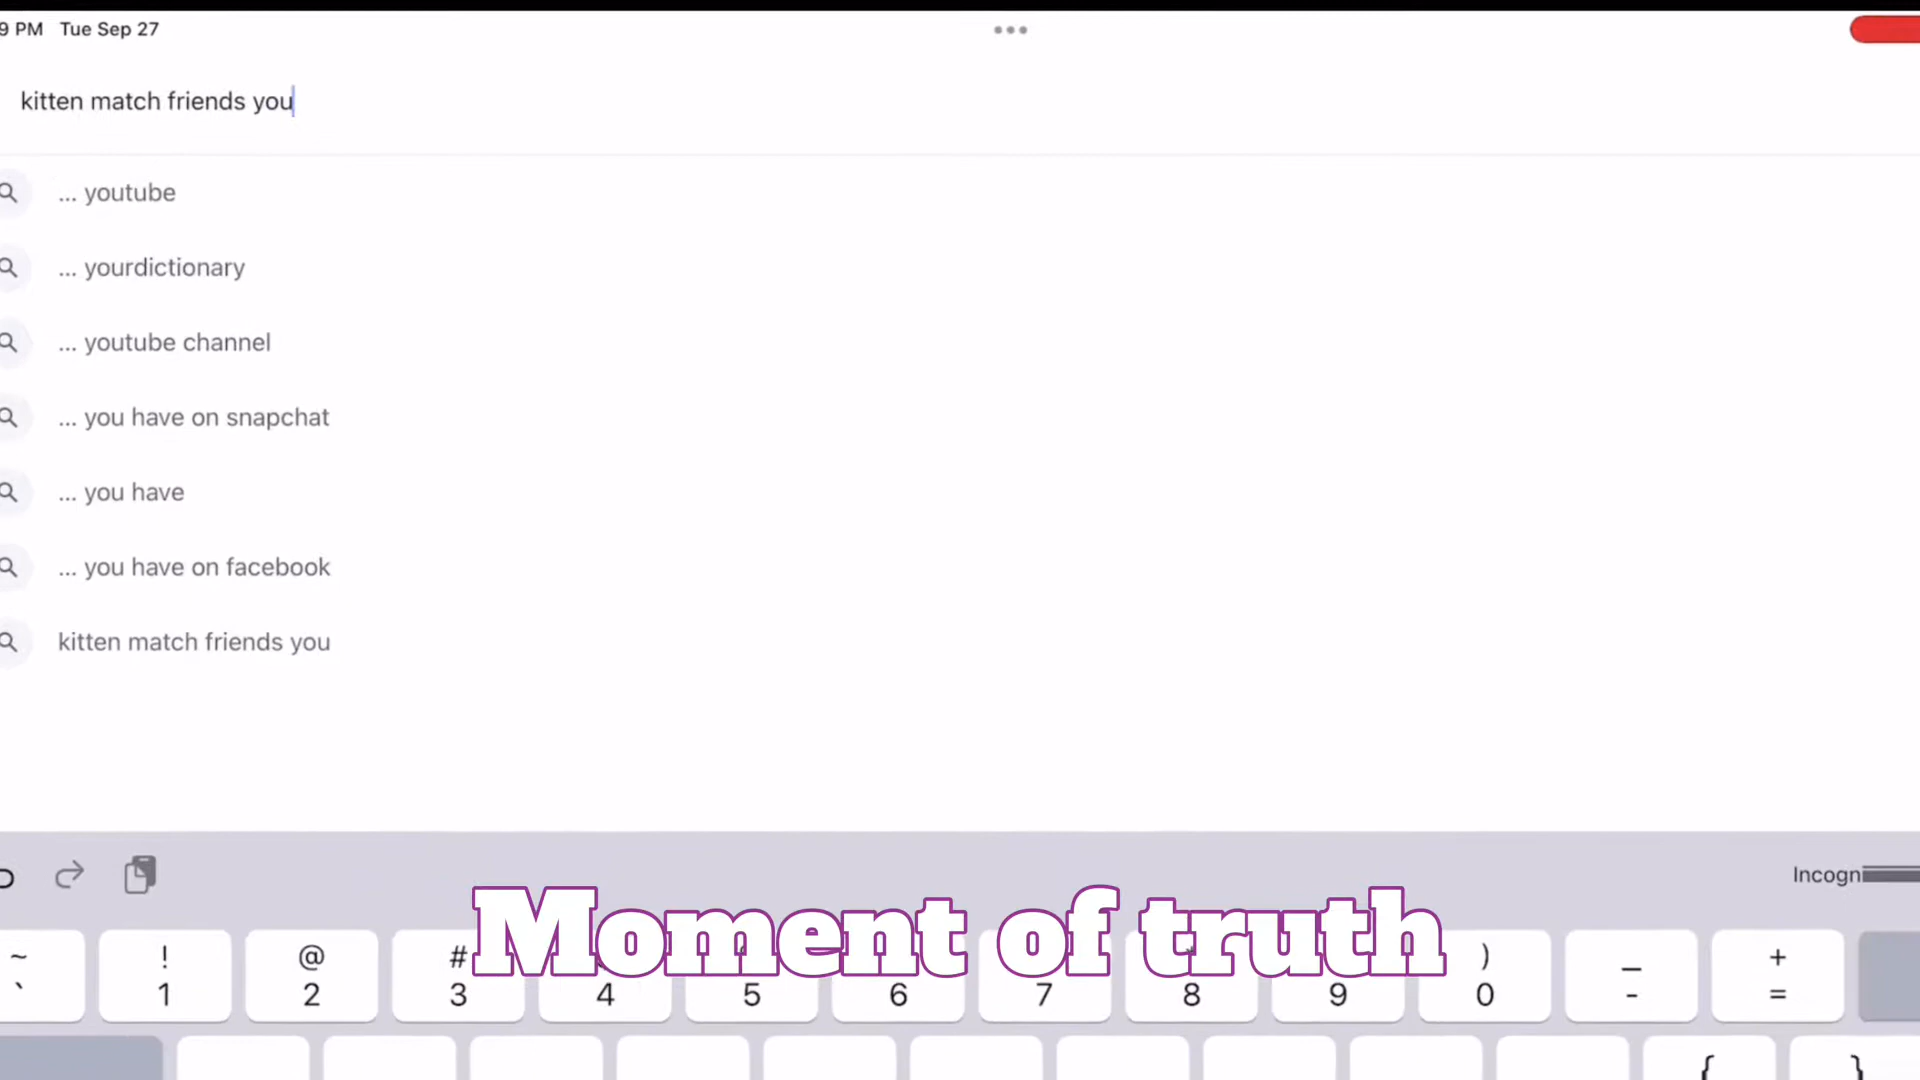 9 PM Tue Sep 27
kitten match friends you
... youtube
... yourdictionary
... youtube channel
... you have on snapchat
... you have
... you have on facebook
kitten match friends you
Incogn
Moment of truth
~ ! @ # ) _ +
` 1 2 3 4 5 6 7 8 9 0 - =
{ }